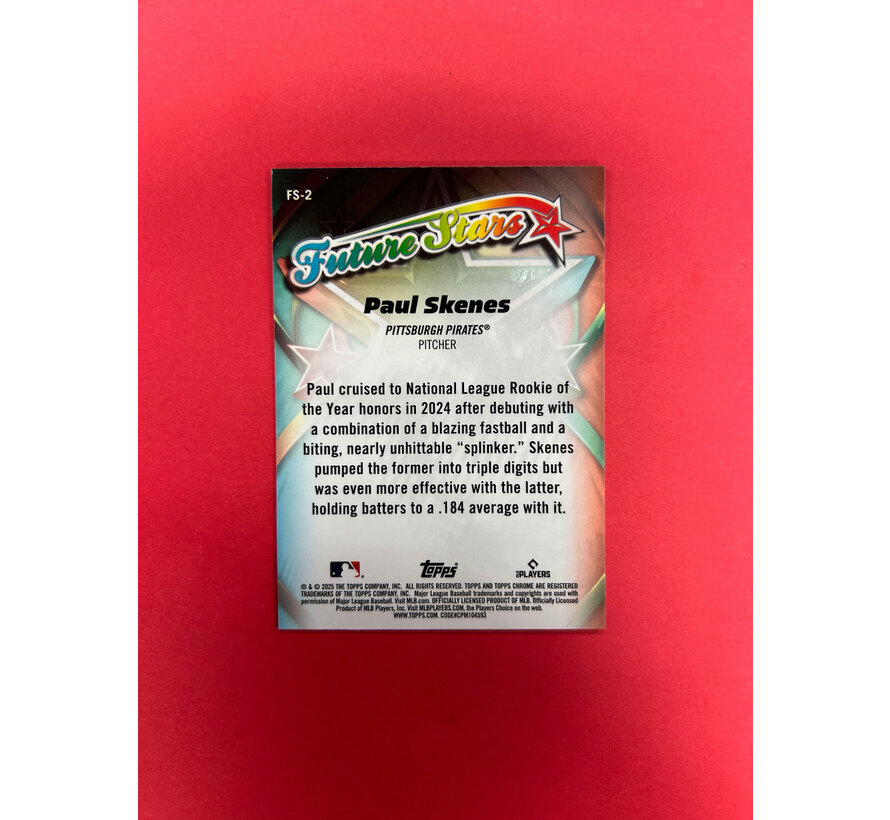 FS-2
Future Stars
Paul Skenes
PITTSBURGH PIRATES®
PITCHER
Paul cruised to National League Rookie of
the Year honors in 2024 after debuting with
a combination of a blazing fastball and a
biting, nearly unhittable “splinker.” Skenes
pumped the former into triple digits but
was even more effective with the latter,
holding batters to a .184 average with it.
Topps PLAYERS
® & © 2025 THE TOPPS COMPANY, INC. ALL RIGHTS RESERVED. TOPPS AND TOPPS CHROME ARE REGISTERED
TRADEMARKS OF THE TOPPS COMPANY, INC. Major League Baseball trademarks and copyrights are used with
permission of Major League Baseball. Visit MLB.com. OFFICIALLY LICENSED PRODUCT OF MLB. Officially Licensed
Product of MLB Players, Inc. Visit MLBPLAYERS.COM, the Players Choice on the web.
WWW.TOPPS.COM. CODE#CPM104593